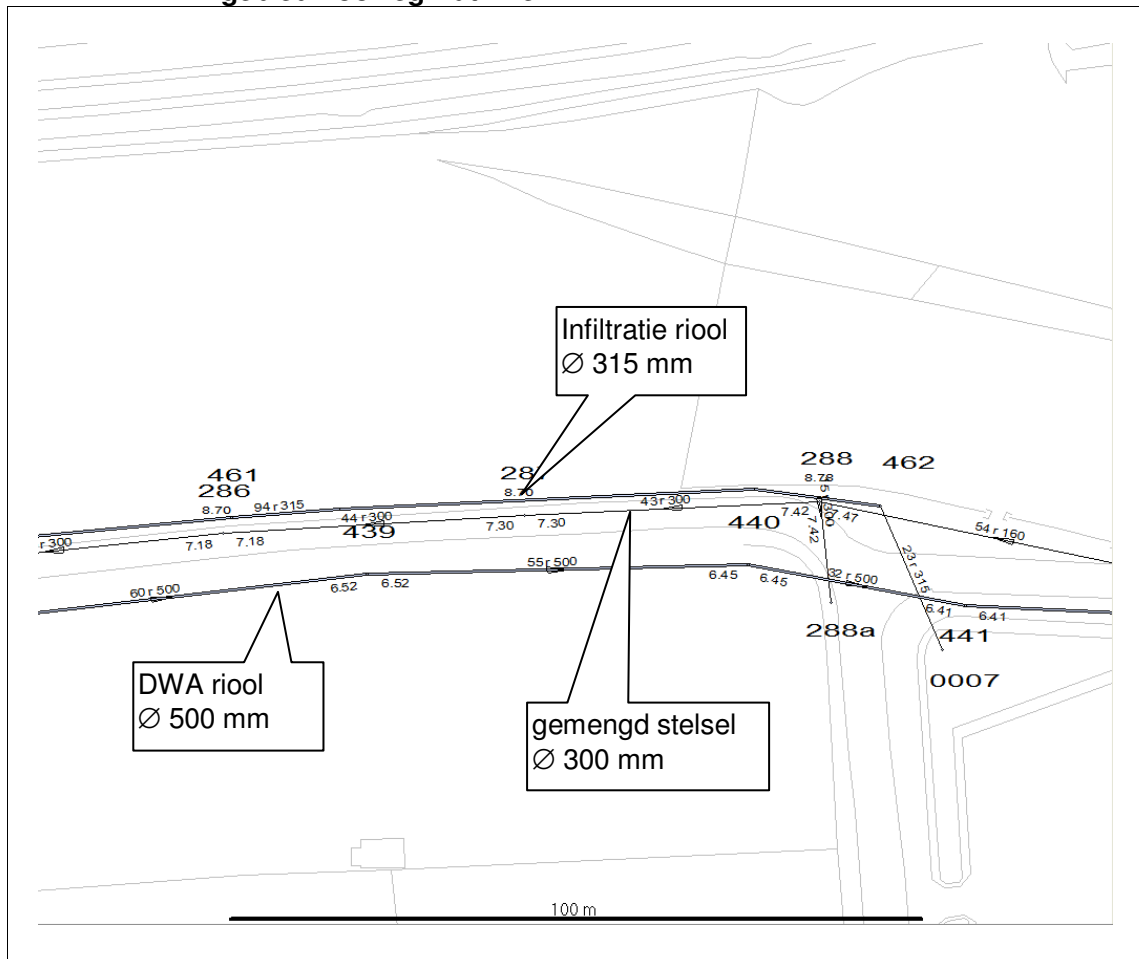 Infiltratie riool
Ø 315 mm
461
286
8.70
94 r 315
8.70
288
462
8.78
43 r 300
7.42
7.42
54 r 160
r 300
44 r 300
439
7.18
7.18
7.30
7.30
440
23 r 315
60 r 500
6.52
6.52
55 r 500
6.45
6.45
32 r 500
6.41
6.41
288a
441
0007
DWA riool
Ø 500 mm
gemengd stelsel
Ø 300 mm
100 m